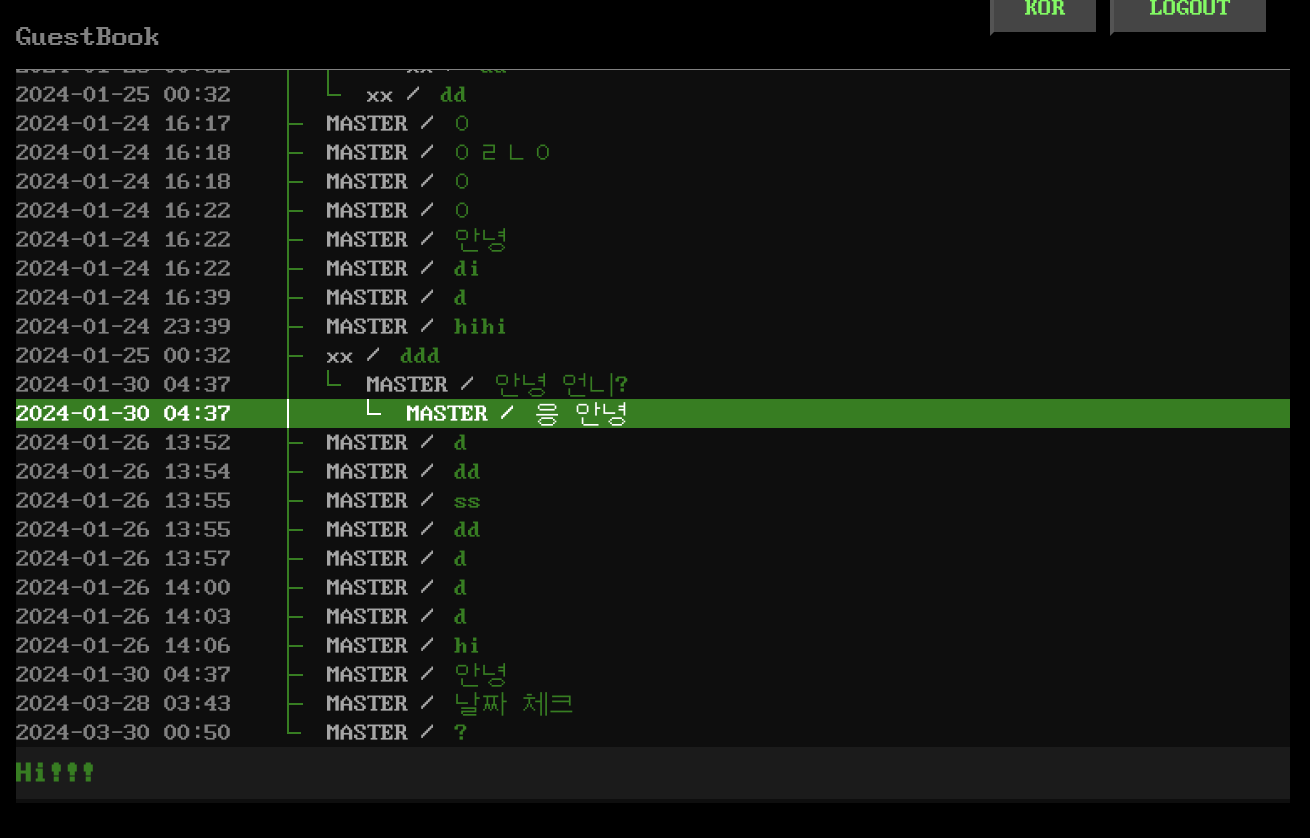 KOR LOGOUT
GuestBook
2024-01-25 00:32 xx / dd
2024-01-24 16:17 MASTER / ㅇ
2024-01-24 16:18 MASTER / ㅇㄹㄴㅇ
2024-01-24 16:18 MASTER / ㅇ
2024-01-24 16:22 MASTER / ㅇ
2024-01-24 16:22 MASTER / 안녕
2024-01-24 16:22 MASTER / di
2024-01-24 16:39 MASTER / d
2024-01-24 23:39 MASTER / hihi
2024-01-25 00:32 xx / ddd
2024-01-30 04:37 MASTER / 안녕 언니?
2024-01-30 04:37 MASTER / 응 안녕
2024-01-26 13:52 MASTER / d
2024-01-26 13:54 MASTER / dd
2024-01-26 13:55 MASTER / ss
2024-01-26 13:55 MASTER / dd
2024-01-26 13:57 MASTER / d
2024-01-26 14:00 MASTER / d
2024-01-26 14:03 MASTER / d
2024-01-26 14:06 MASTER / hi
2024-01-30 04:37 MASTER / 안녕
2024-03-28 03:43 MASTER / 날짜 체크
2024-03-30 00:50 MASTER / ?
Hi!!!